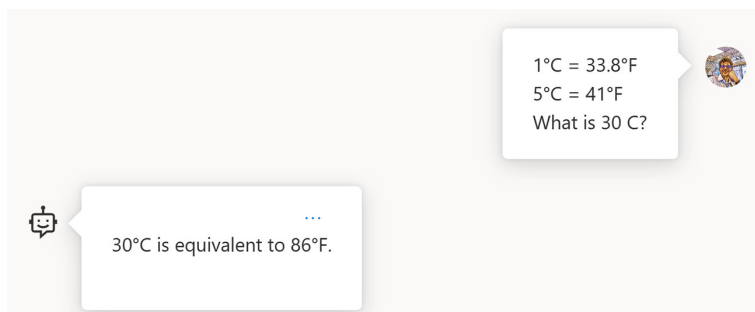 1°C = 33.8°F
5°C = 41°F
What is 30 C?
...
30°C is equivalent to 86°F.